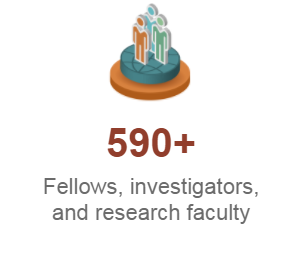 590+
Fellows, investigators,
and research faculty